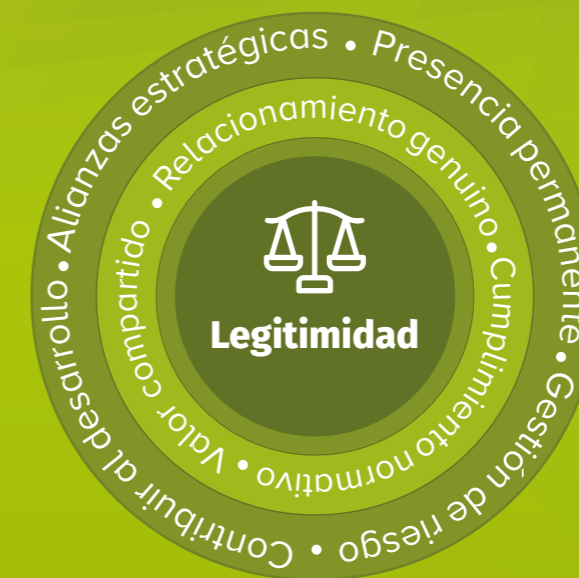 Alianzas estratégicas • Presencia permanente • Gestión de riesgo • Contribuir al desarrollo •
Relacionamiento genuino • Cumplimiento normativo • Valor compartido •
Legitimidad